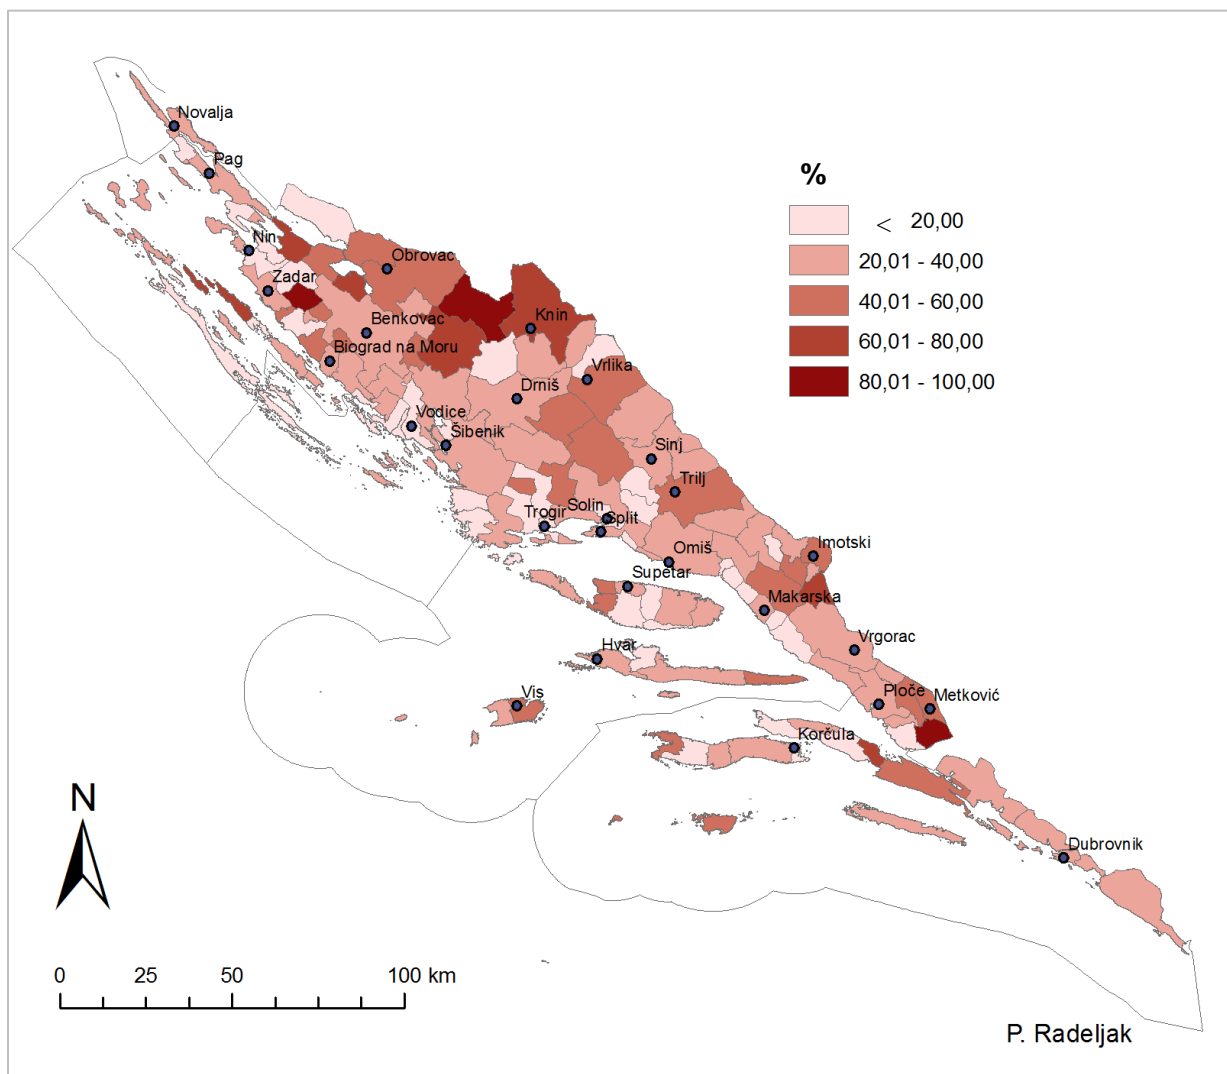 Novalja
Pag
%
< 20,00
Nin
Obrovac
20,01 - 40,00
Zadar
40,01 - 60,00
Knin
Benkovac
60,01 - 80,00
Biograd na Moru
Vrlika
80,01 - 100,00
Drniš
Vodice
Šibenik
Sinj
Trilj
Solin
Trogir
Split
Omiš
Imotski
Supetar
Makarska
Hvar
Vrgorac
Vis
Ploče
Metković
Korčula
N
Dubrovnik
0 25 50 100 km
P. Radeljak